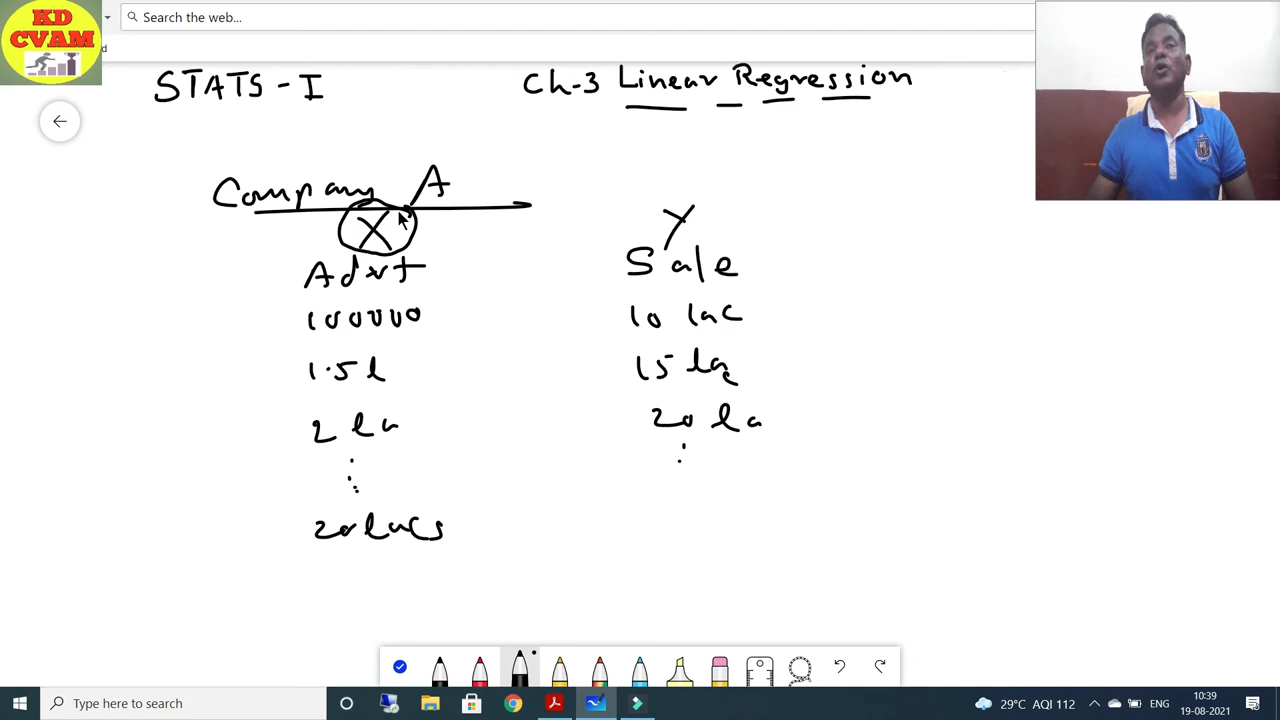 KD
CVAM
Search the web...
d
STATS - I
Ch-3 Linear Regression
Company A
X
Y
Advt
Sale
100000
10 lac
1.5 l
15 lac
2 la
20 la
20 lacs
Type here to search
29°C AQI 112
ENG
10:39
19-08-2021